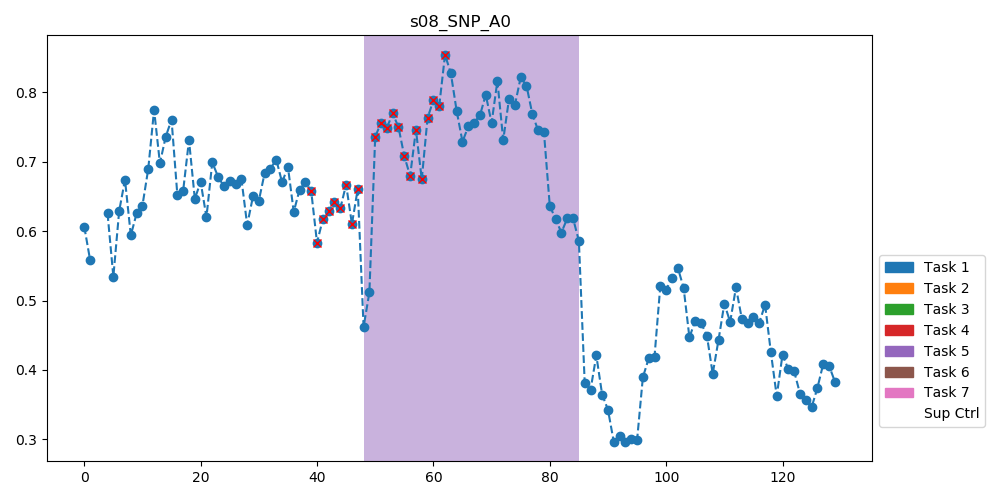 s08_SNP_A0
0.8
0.7
0.6
0.5
0.4
0.3
0 20 40 60 80 100 120
Task 1
Task 2
Task 3
Task 4
Task 5
Task 6
Task 7
Sup Ctrl